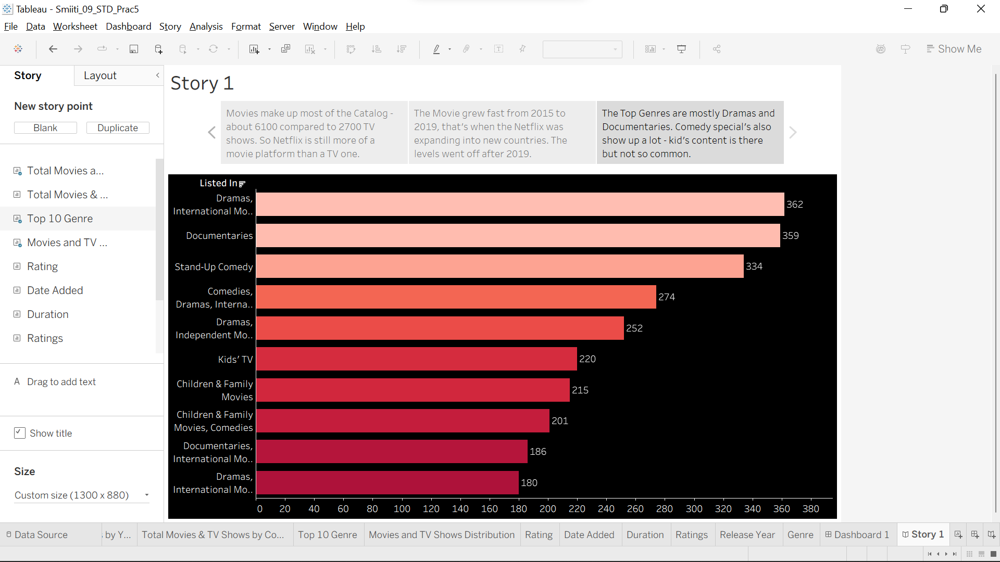 Tableau - Smiiti_09_STD_Prac5
File Data Worksheet Dashboard Story Analysis Format Server Window Help
Show Me
Story Layout
New story point
Blank Duplicate
Total Movies a...
Total Movies & ...
Top 10 Genre
Movies and TV ...
Rating
Date Added
Duration
Ratings
A Drag to add text
Show title
Size
Custom size (1300 x 880)
Story 1
Movies make up most of the Catalog -
about 6100 compared to 2700 TV
shows. So Netflix is still more of a
movie platform than a TV one.
The Movie grew fast from 2015 to
2019, that's when the Netflix was
expanding into new countries. The
levels went off after 2019.
The Top Genres are mostly Dramas and
Documentaries. Comedy special's also
show up a lot - kid's content is there
but not so common.
Listed In
Dramas,
International Mo..
362
Documentaries
359
Stand-Up Comedy
334
Comedies,
Dramas, Interna..
274
Dramas,
Independent Mo..
252
Kids' TV
220
Children & Family
Movies
215
Children & Family
Movies, Comedies
201
Documentaries,
International Mo..
186
Dramas,
International Mo..
180
0 20 40 60 80 100 120 140 160 180 200 220 240 260 280 300 320 340 360 380
Data Source by Y... Total Movies & TV Shows by Co... Top 10 Genre Movies and TV Shows Distribution Rating Date Added Duration Ratings Release Year Genre Dashboard 1 Story 1